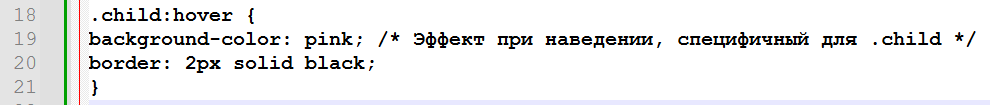 18 .child:hover {
19 background-color: pink; /* Эффект при наведении, специфичный для .child */
20 border: 2px solid black;
21 }